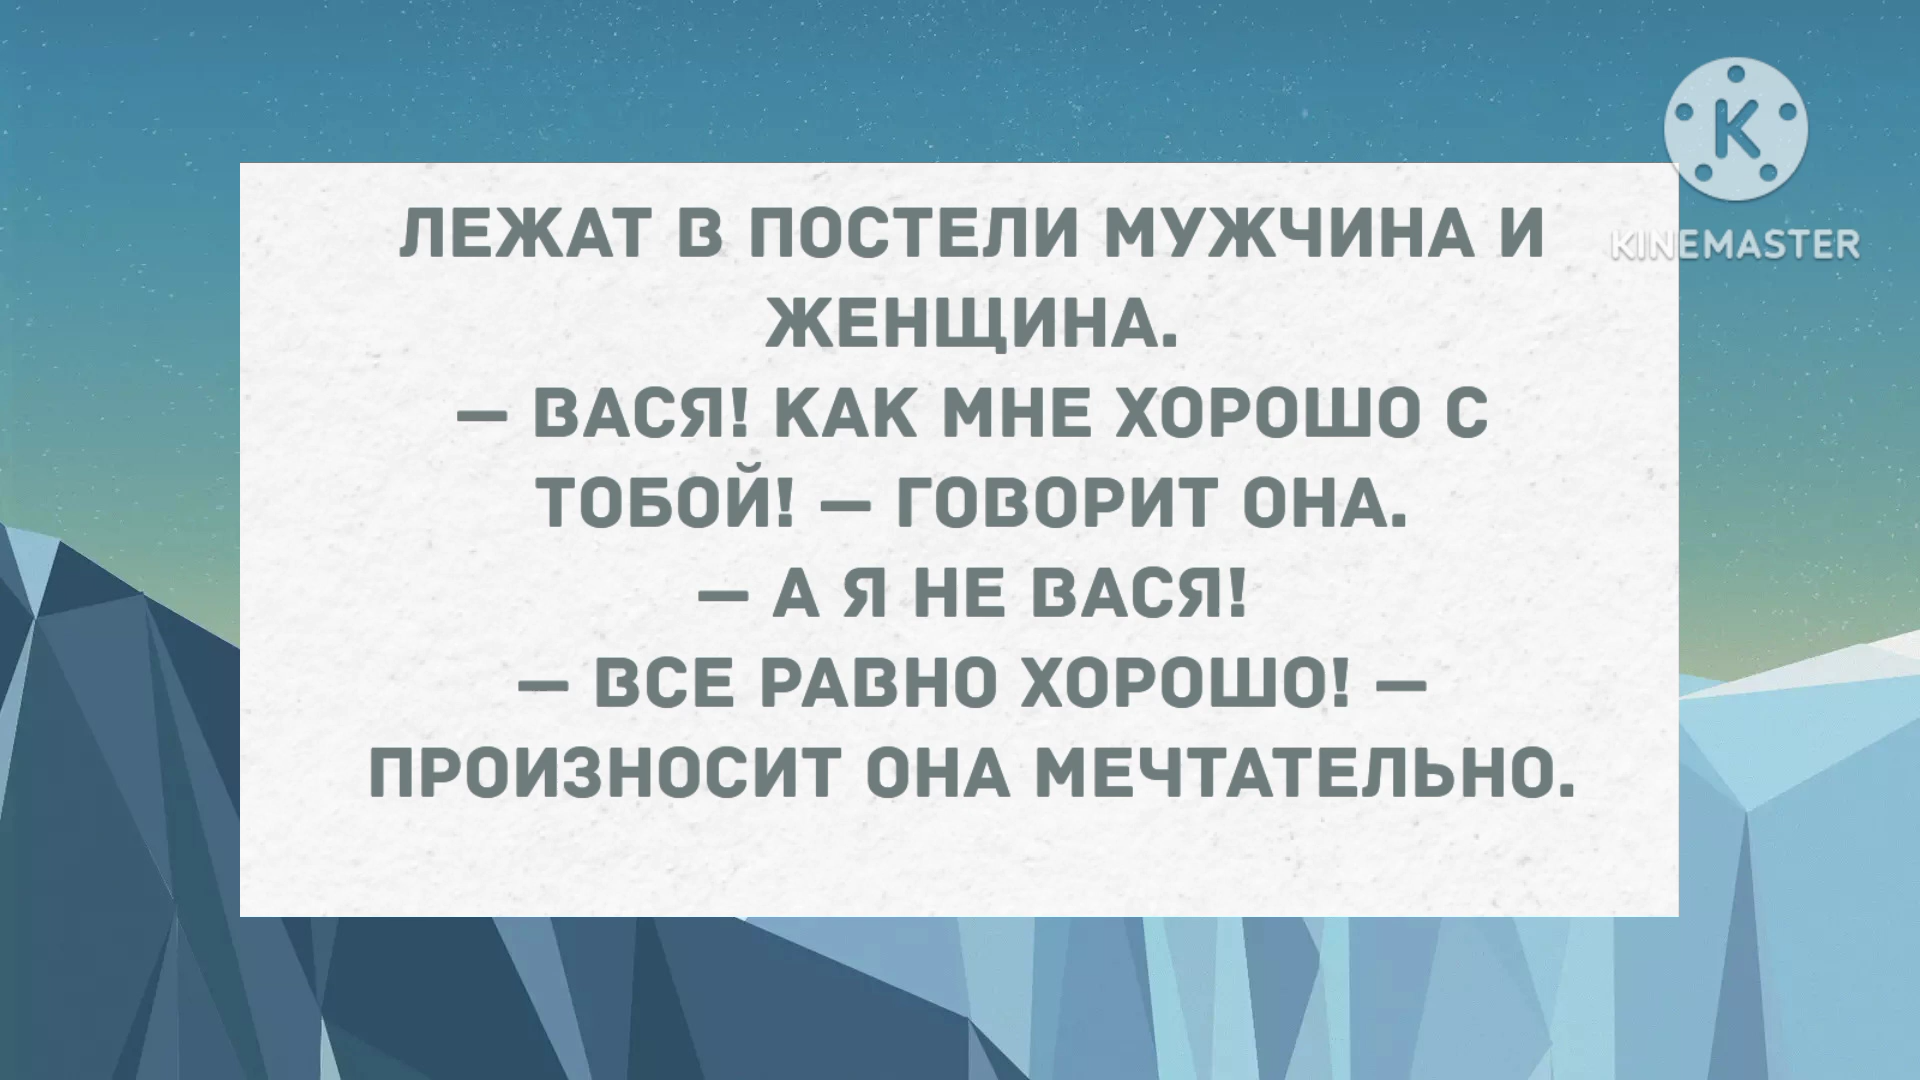 ЛЕЖАТ В ПОСТЕЛИ МУЖЧИНА И
ЖЕНЩИНА.
— ВАСЯ! КАК МНЕ ХОРОШО С
ТОБОЙ! — ГОВОРИТ ОНА.
— А Я НЕ ВАСЯ!
— ВСЕ РАВНО ХОРОШО! —
ПРОИЗНОСИТ ОНА МЕЧТАТЕЛЬНО.
K
KINEMASTER